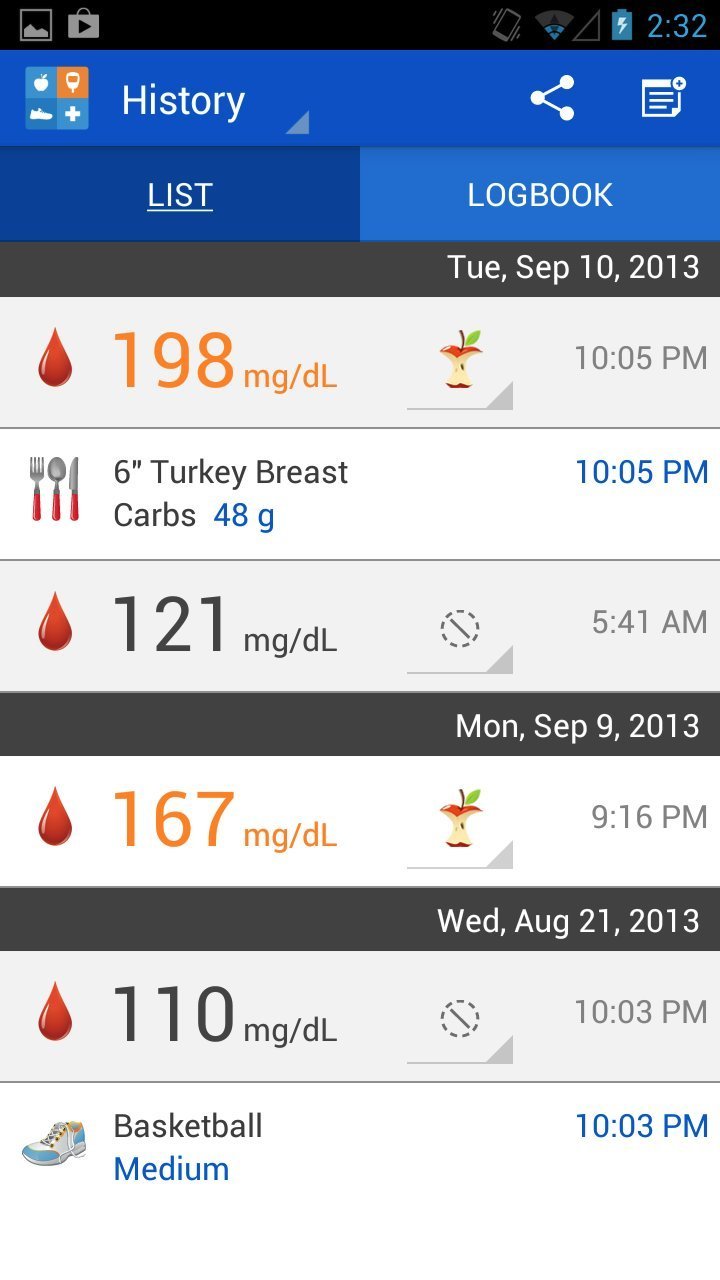 2:32
History
LIST LOGBOOK
Tue, Sep 10, 2013
198 mg/dL 10:05 PM
6" Turkey Breast 10:05 PM
Carbs 48 g
121 mg/dL 5:41 AM
Mon, Sep 9, 2013
167 mg/dL 9:16 PM
Wed, Aug 21, 2013
110 mg/dL 10:03 PM
Basketball 10:03 PM
Medium